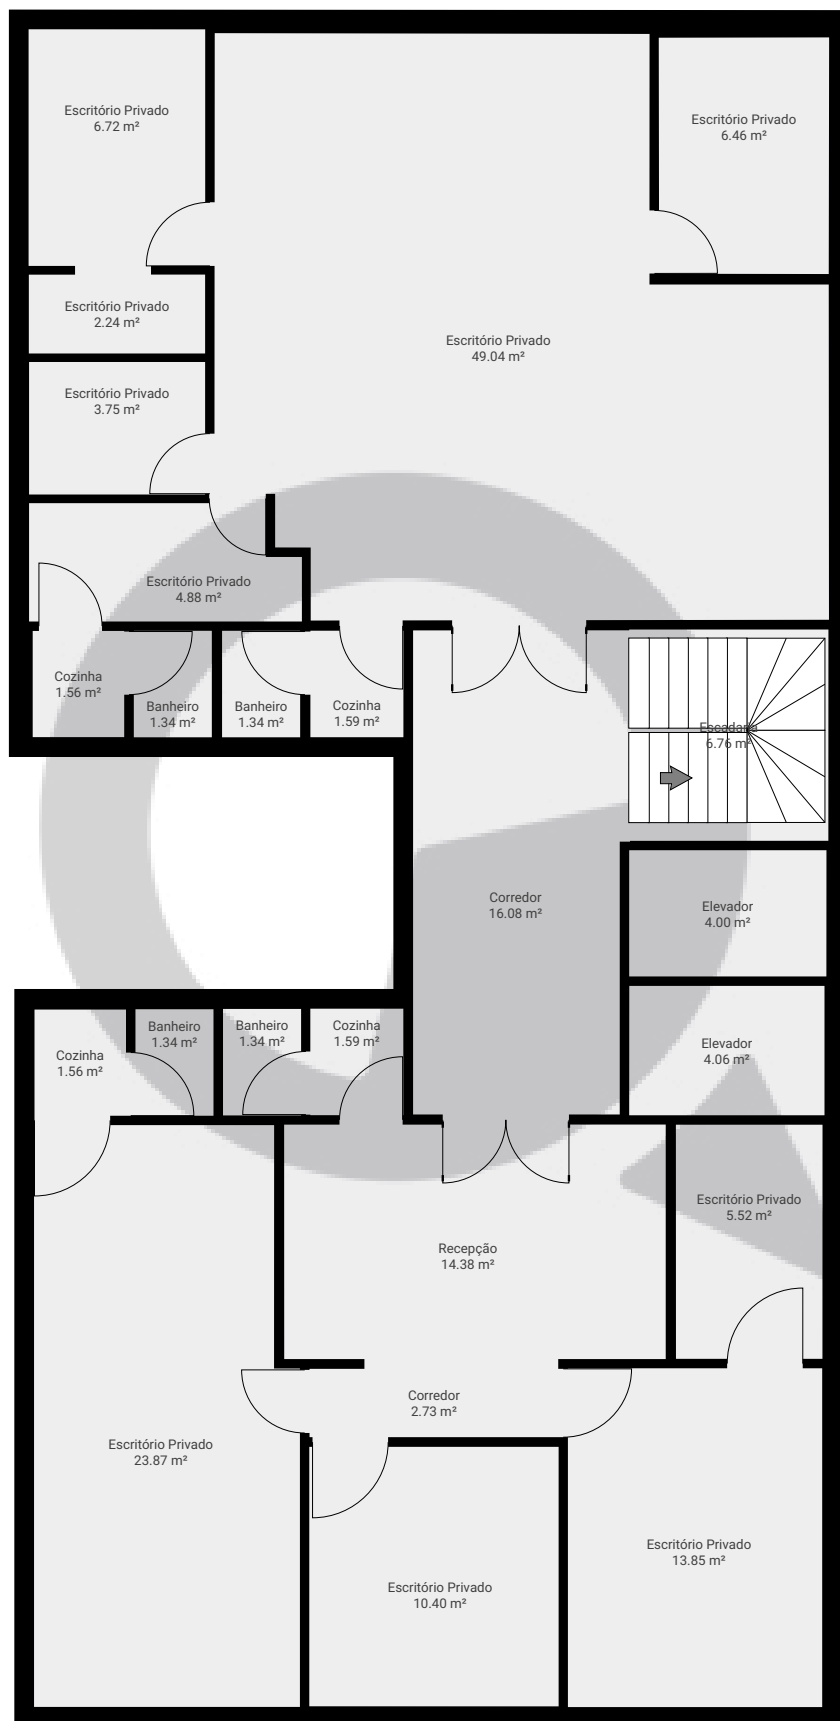 Escritório Privado
6.72 m²
Escritório Privado
6.46 m²
Escritório Privado
2.24 m²
Escritório Privado
49.04 m²
Escritório Privado
3.75 m²
Escritório Privado
4.88 m²
Cozinha
1.56 m²
Banheiro
1.34 m²
Banheiro
1.34 m²
Cozinha
1.59 m²
Escadaria
6.76 m²
Corredor
16.08 m²
Elevador
4.00 m²
Elevador
4.06 m²
Cozinha
1.56 m²
Banheiro
1.34 m²
Banheiro
1.34 m²
Cozinha
1.59 m²
Escritório Privado
5.52 m²
Recepção
14.38 m²
Corredor
2.73 m²
Escritório Privado
23.87 m²
Escritório Privado
13.85 m²
Escritório Privado
10.40 m²